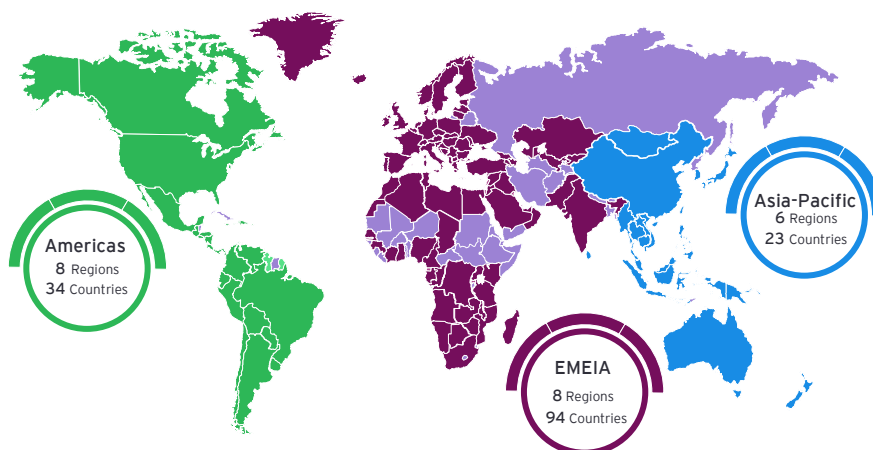 Americas
8 Regions
34 Countries
Asia-Pacific
6 Regions
23 Countries
EMEIA
8 Regions
94 Countries